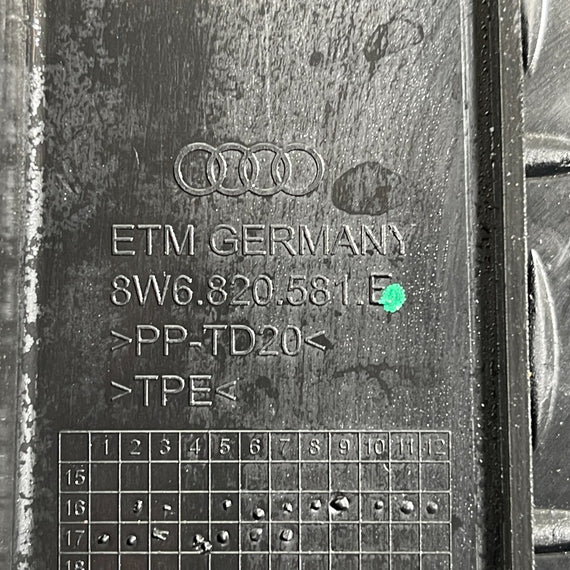 ETM GERMANY
8W6.820.581.E
>PP-TD20<
>TPE<
1 2 3 4 5 6 7 8 9 10 11 12
15
16
17
18